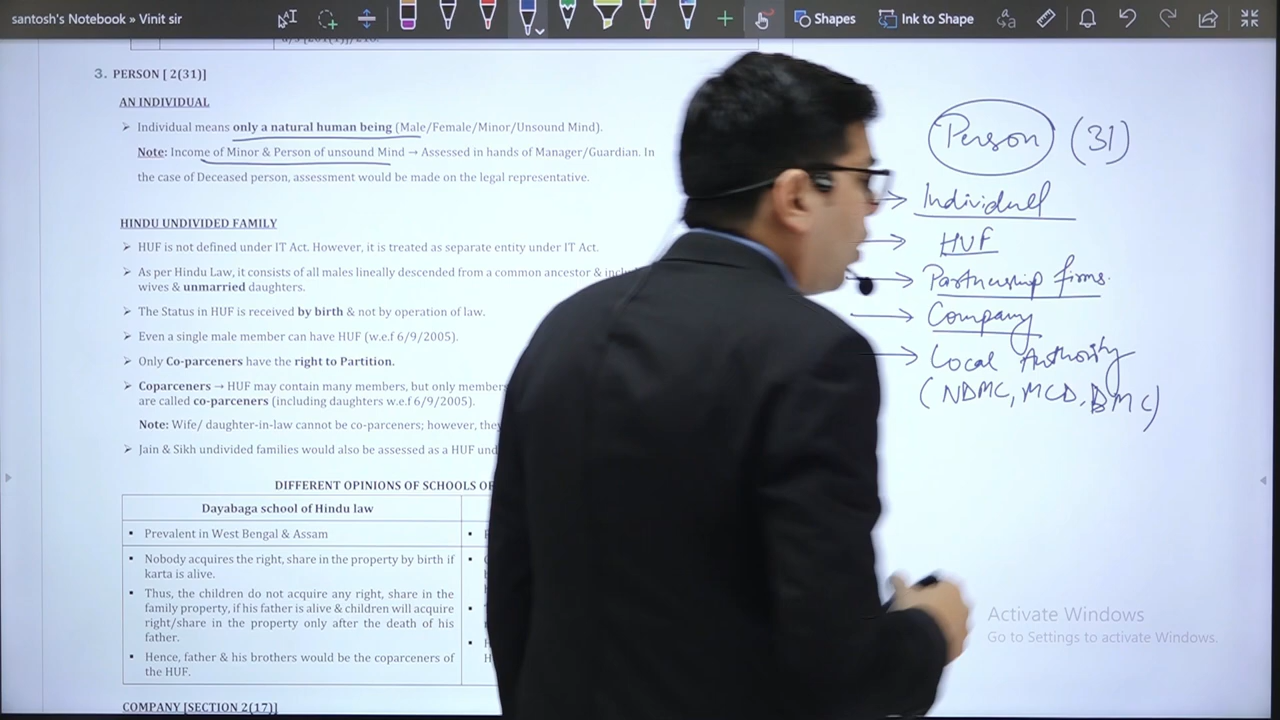 santosh's Notebook » Vinit sir
Shapes
Ink to Shape
3. PERSON [ 2(31)]
AN INDIVIDUAL
➢ Individual means only a natural human being (Male/Female/Minor/Unsound Mind).
Note: Income of Minor & Person of unsound Mind → Assessed in hands of Manager/Guardian. In
the case of Deceased person, assessment would be made on the legal representative.
HINDU UNDIVIDED FAMILY
➢ HUF is not defined under IT Act. However, it is treated as separate entity under IT Act.
➢ As per Hindu Law, it consists of all males lineally descended from a common ancestor &
wives & unmarried daughters.
➢ The Status in HUF is received by birth & not by operation of law.
➢ Even a single male member can have HUF (w.e.f 6/9/2005).
➢ Only Co-parceners have the right to Partition.
➢ Coparceners → HUF may contain many members, but only
are called co-parceners (including daughters w.e.f 6/9/2005).
Note: Wife/ daughter-in-law cannot be co-parceners; however,
➢ Jain & Sikh undivided families would also be assessed as a HUF
DIFFERENT OPINIONS OF SCHOOLS
Dayabaga school of Hindu law
▪ Prevalent in West Bengal & Assam
▪ Nobody acquires the right, share in the property by birth if
karta is alive.
▪ Thus, the children do not acquire any right, share in the
family property, if his father is alive & children will acquire
right/share in the property only after the death of his
father.
▪ Hence, father & his brothers would be the coparceners of
the HUF.
COMPANY [SECTION 2(17)]
Person (31)
→ Individual
→ HUF
→ Partnership firms.
→ Company
→ Local Authority
(NDMC, MCD, BMC)
Activate Windows
Go to Settings to activate Windows.